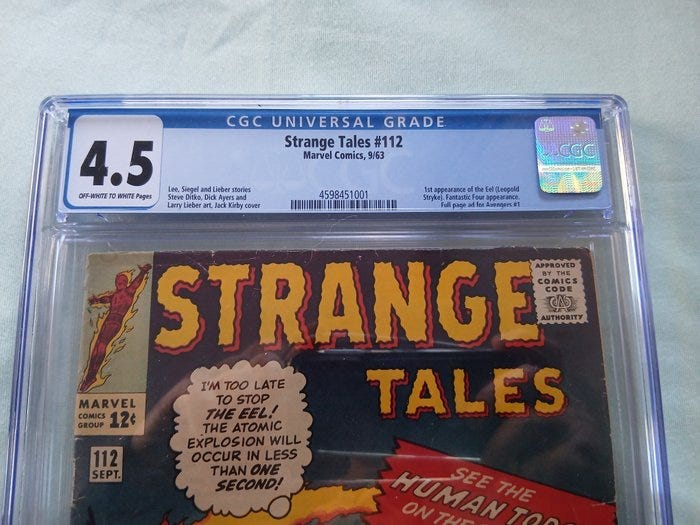 CGC UNIVERSAL GRADE
4.5
OFF-WHITE TO WHITE Pages
Strange Tales #112
Marvel Comics, 9/63
Lee, Siegel and Lieber stories
Steve Ditko, Dick Ayers and
Larry Lieber art, Jack Kirby cover
4598451001
1st appearance of the Eel (Leopold
Stryke). Fantastic Four appearance.
Full page ad for Avengers #1
CGC
STRANGE
TALES
APPROVED
BY THE
COMICS
CODE
AUTHORITY
MARVEL
COMICS
GROUP 12¢
112
SEPT.
I'M TOO LATE
TO STOP
THE EEL!
THE ATOMIC
EXPLOSION WILL
OCCUR IN LESS
THAN ONE
SECOND!
SEE THE
HUMAN TOR
ON THE